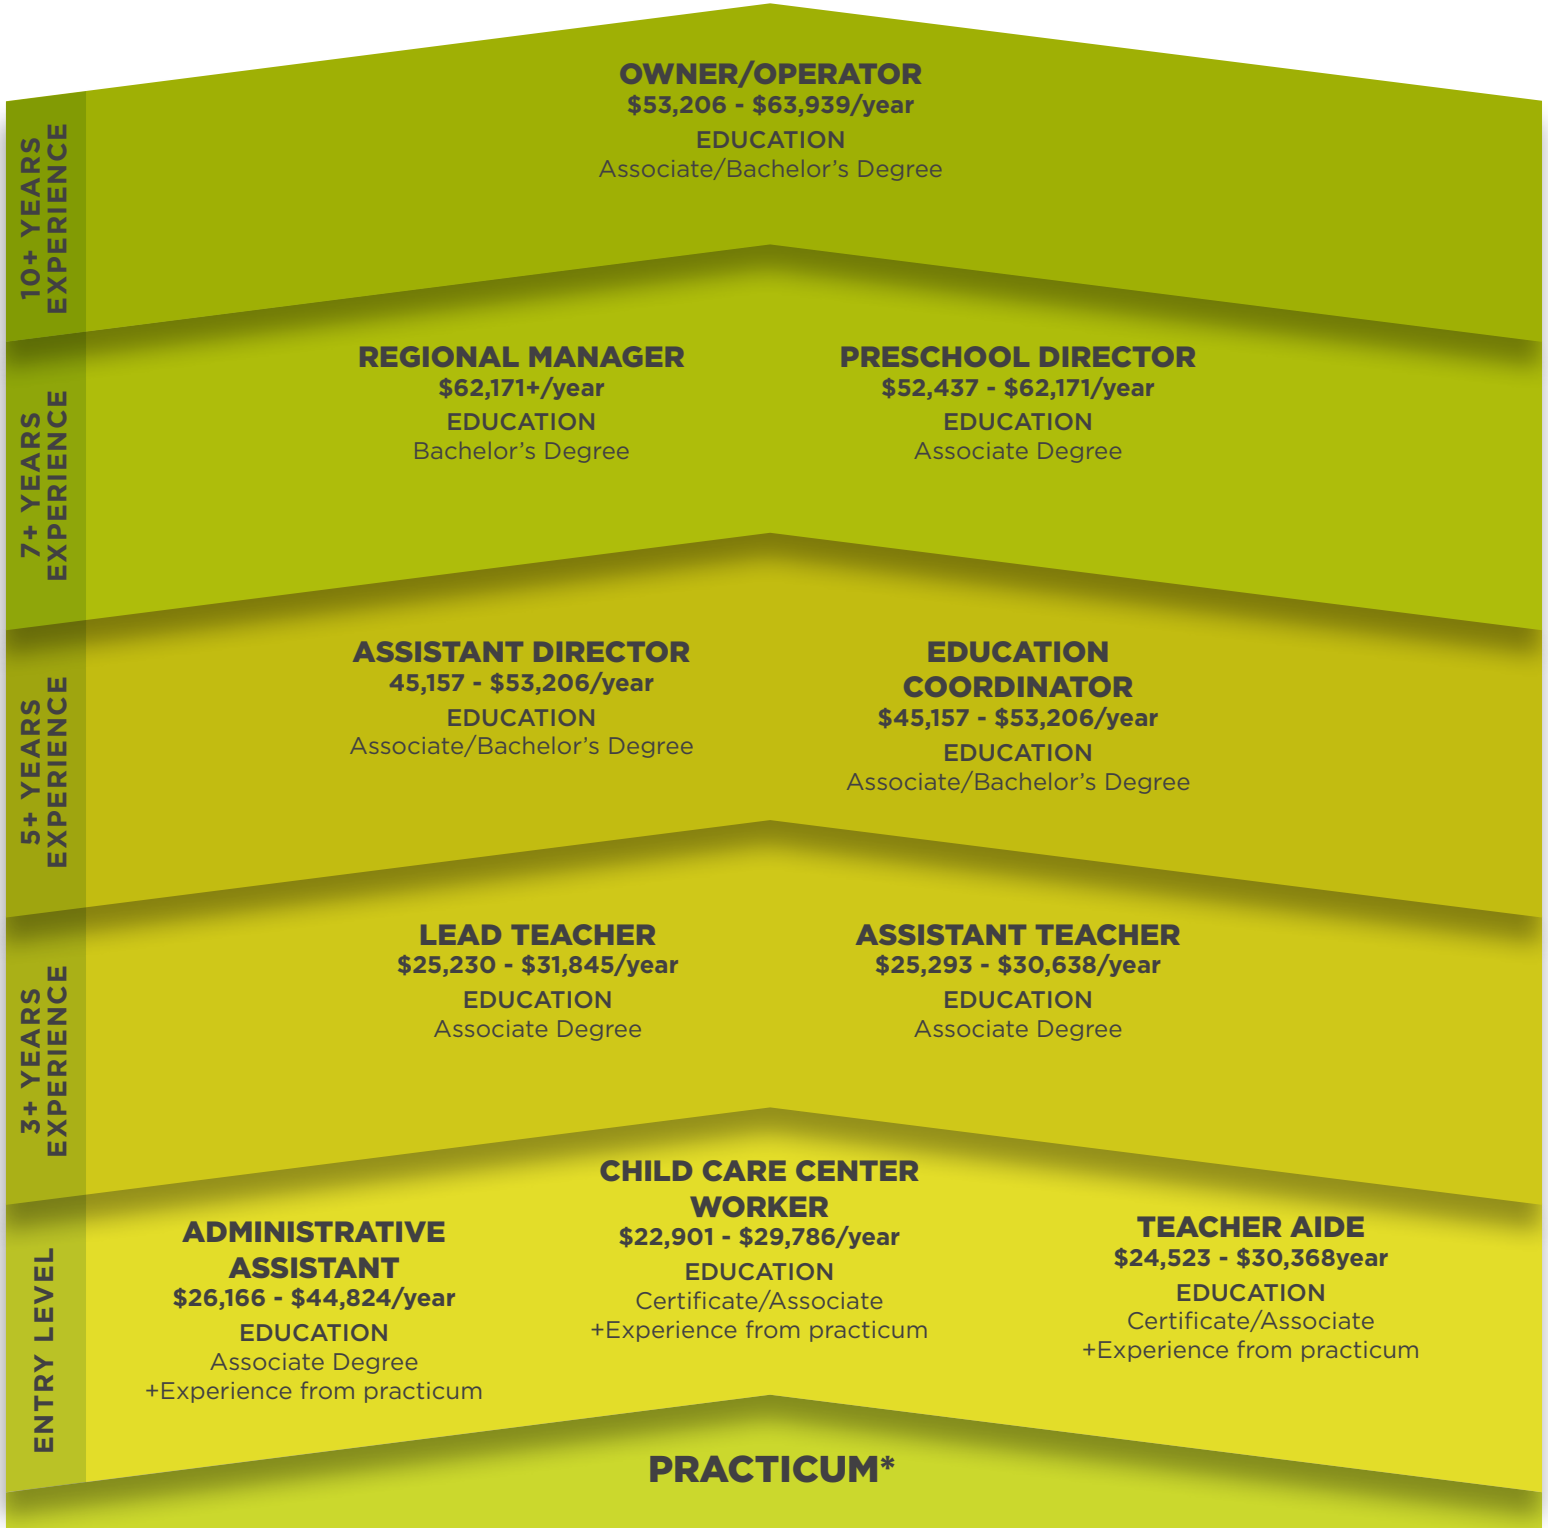 10+ YEARS
EXPERIENCE
OWNER/OPERATOR
$53,206 - $63,939/year
EDUCATION
Associate/Bachelor’s Degree
7+ YEARS
EXPERIENCE
REGIONAL MANAGER
$62,171+/year
EDUCATION
Bachelor’s Degree
PRESCHOOL DIRECTOR
$52,437 - $62,171/year
EDUCATION
Associate Degree
5+ YEARS
EXPERIENCE
ASSISTANT DIRECTOR
45,157 - $53,206/year
EDUCATION
Associate/Bachelor’s Degree
EDUCATION
COORDINATOR
$45,157 - $53,206/year
EDUCATION
Associate/Bachelor’s Degree
3+ YEARS
EXPERIENCE
LEAD TEACHER
$25,230 - $31,845/year
EDUCATION
Associate Degree
ASSISTANT TEACHER
$25,293 - $30,638/year
EDUCATION
Associate Degree
ENTRY LEVEL
ADMINISTRATIVE
ASSISTANT
$26,166 - $44,824/year
EDUCATION
Associate Degree
+Experience from practicum
CHILD CARE CENTER
WORKER
$22,901 - $29,786/year
EDUCATION
Certificate/Associate
+Experience from practicum
TEACHER AIDE
$24,523 - $30,368year
EDUCATION
Certificate/Associate
+Experience from practicum
PRACTICUM*